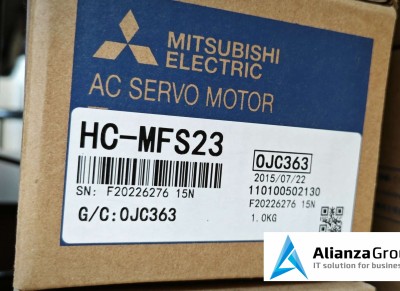 MITSUBISHI
ELECTRIC
AC SERVO MOTOR
HC-MFS23
SN: F20226276 15N
G/C:0JC363
0JC363
2015/07/22
110100502130
F20226276 15N
1.0KG
AlianzaGro
IT solution for business